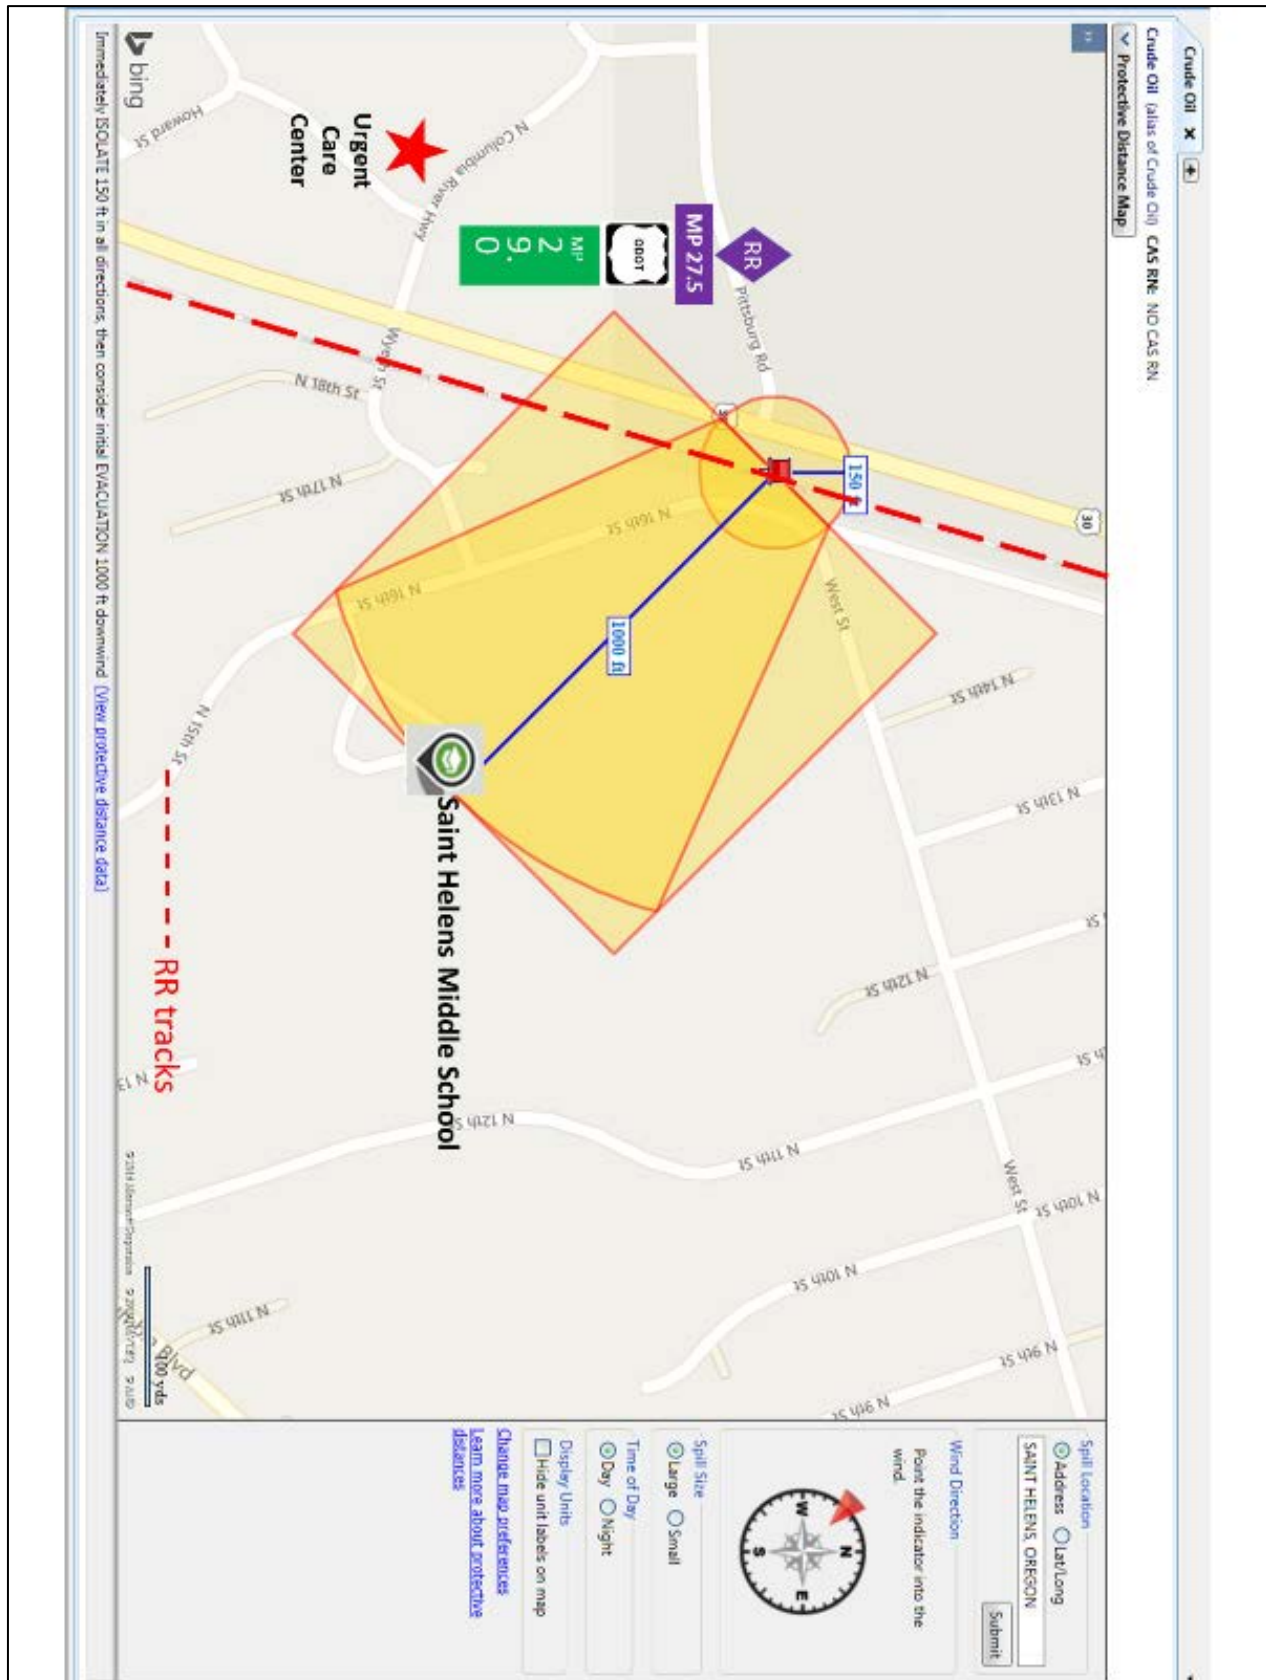 Crude Oil x +
Crude Oil (alias of Crude Oil) CAS RN: NO CAS RN
Protective Distance Map
30
150 ft
1000 ft
RR
MP 27.5
ODOT
MP
2
9.
0
Pittsburg Rd
N Columbia River Hwy
Wyeth St
Howard St
Urgent
Care
Center
N 18th St
N 17th St
N 16th St
N 16th St
N 15th St
West St
N 14th St
N 13th St
N 12th St
N 12th St
N 11th St
West St
N 10th St
N 10th St
N 9th St
N 9th St
N 11th St
N 13
Blvd
Saint Helens Middle School
RR tracks
100 yds
bing
Immediately ISOLATE 150 ft in all directions, then consider initial EVACUATION 1000 ft downwind [View protective distance data]
Spill Location
Address Lat/Long
SAINT HELENS, OREGON
Submit
Wind Direction
Point the indicator into the
wind.
N
W
E
S
Spill Size
Large Small
Time of Day
Day Night
Display Units
Hide unit labels on map
Change map preferences
Learn more about protective
distances